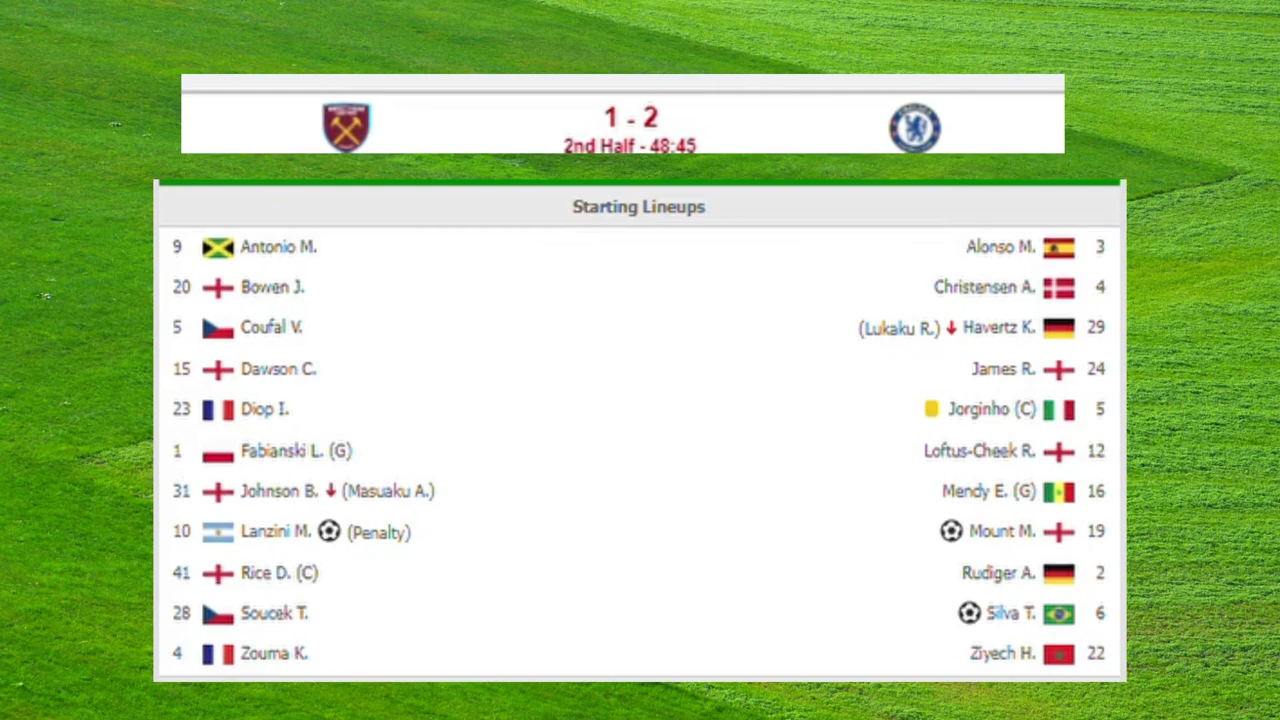 1 - 2
2nd Half - 48:45
Starting Lineups
9 Antonio M. Alonso M. 3
20 Bowen J. Christensen A. 4
5 Coufal V. (Lukaku R.) Havertz K. 29
15 Dawson C. James R. 24
23 Diop I. Jorginho (C) 5
1 Fabianski L. (G) Loftus-Cheek R. 12
31 Johnson B. (Masuaku A.) Mendy E. (G) 16
10 Lanzini M. (Penalty) Mount M. 19
41 Rice D. (C) Rudiger A. 2
28 Soucek T. Silva T. 6
4 Zouma K. Ziyech H. 22